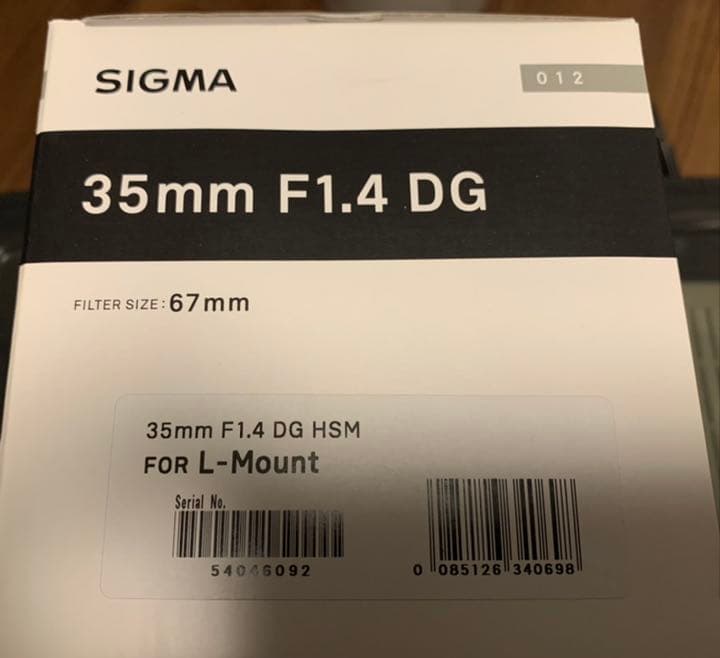 SIGMA
012
35mm F1.4 DG
FILTER SIZE: 67mm
35mm F1.4 DG HSM
FOR L-Mount
Serial No.
54046092
0 085126 340698